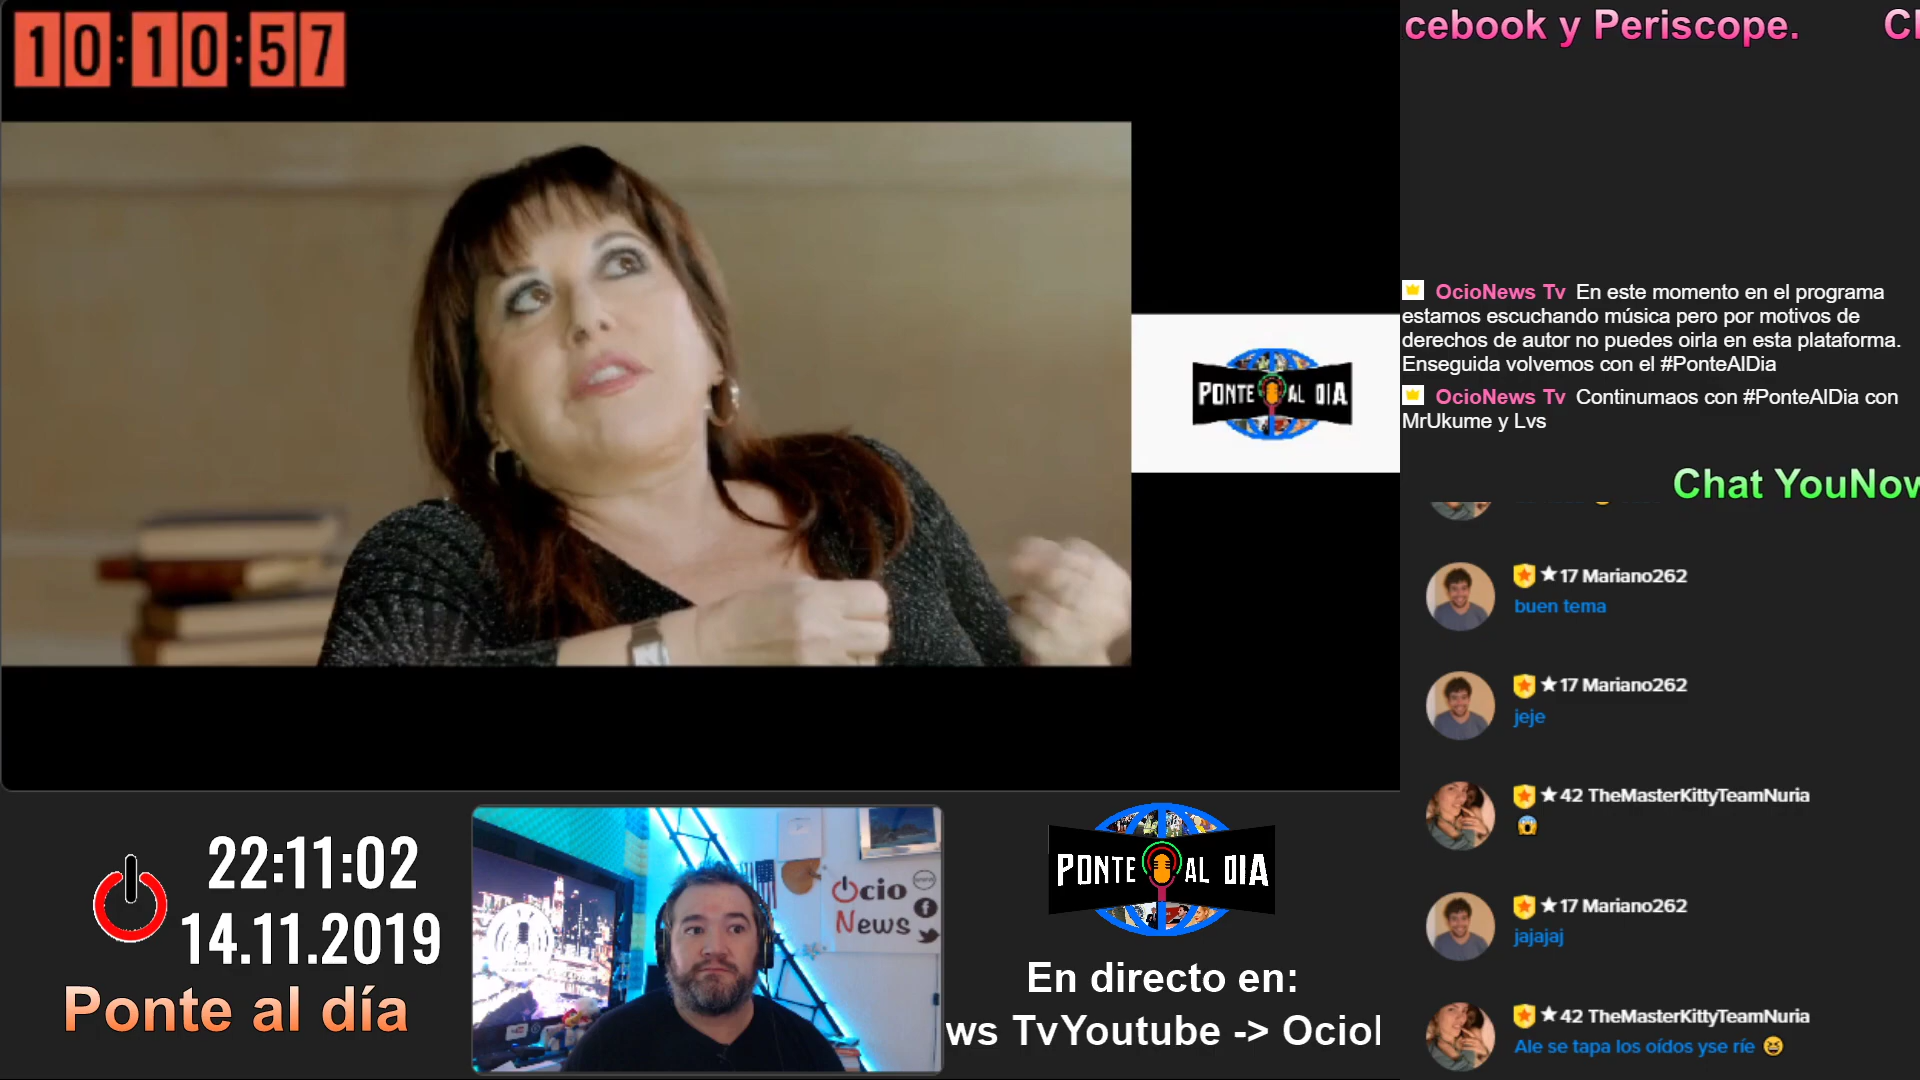 10:10:57
cebook y Periscope.
PONTE AL DIA
OcioNews Tv En este momento en el programa
estamos escuchando música pero por motivos de
derechos de autor no puedes oirla en esta plataforma.
Enseguida volvemos con el #PonteAlDia
OcioNews Tv Continumaos con #PonteAlDia con
MrUkume y Lvs
Chat YouNow
17 Mariano262
buen tema
17 Mariano262
jeje
42 TheMasterKittyTeamNuria
17 Mariano262
jajajaj
42 TheMasterKittyTeamNuria
Ale se tapa los oídos yse ríe
22:11:02
14.11.2019
Ponte al día
Ocio
News
PONTE AL DIA
En directo en:
ws TvYoutube -> Ociol